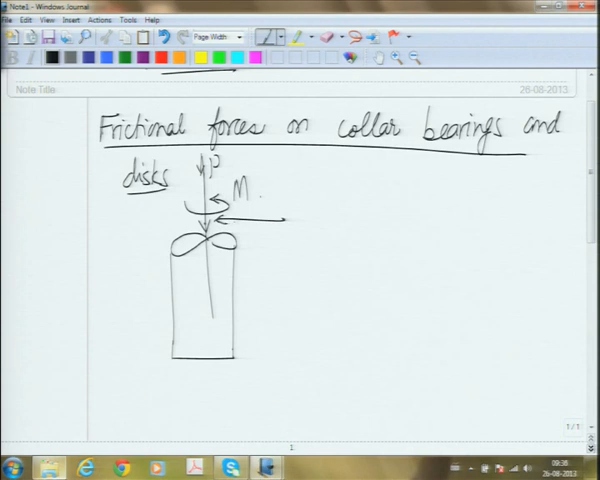 Note1 - Windows Journal
File Edit View Insert Actions Tools Help
Page Width
B I
Note Title
26-08-2013
Frictional forces on collar bearings and
disks
P
M
1/1
1
09:38
26-08-2013